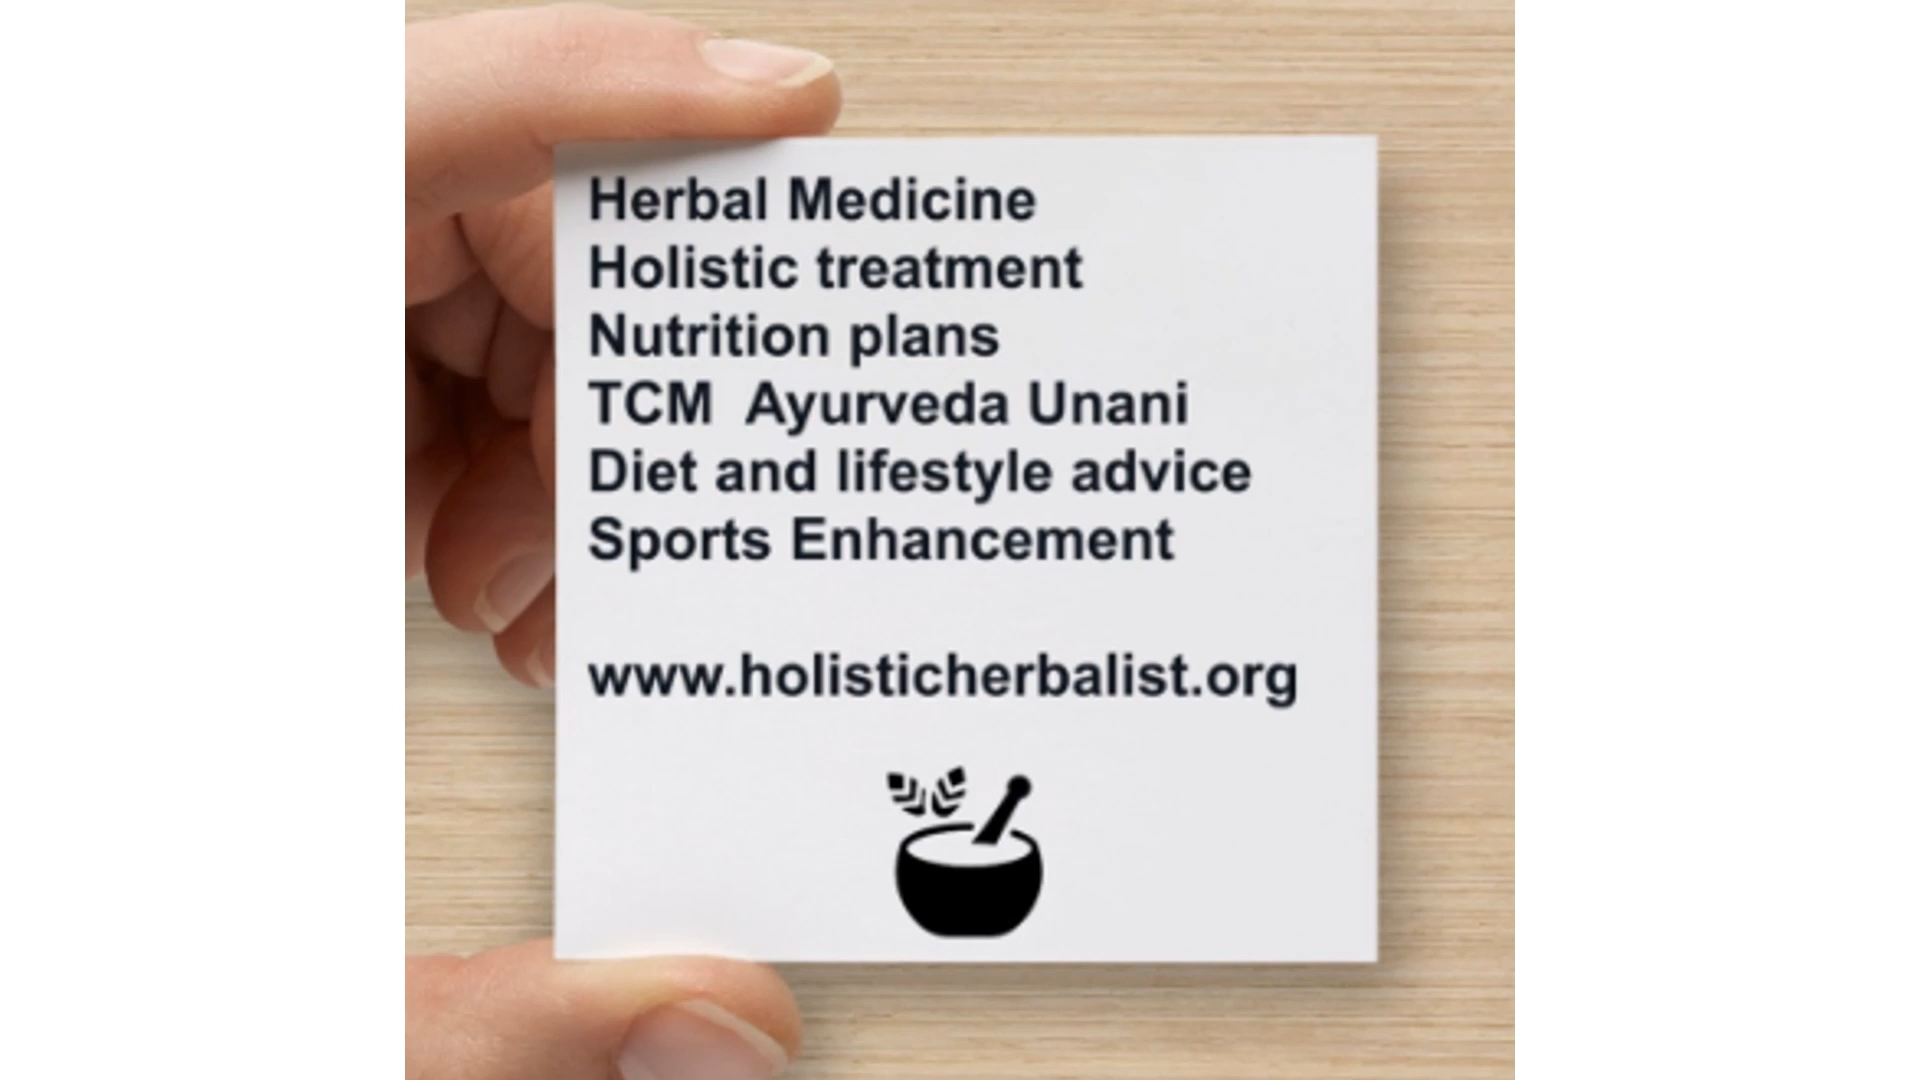 Herbal Medicine
Holistic treatment
Nutrition plans
TCM  Ayurveda Unani
Diet and lifestyle advice
Sports Enhancement
www.holisticherbalist.org